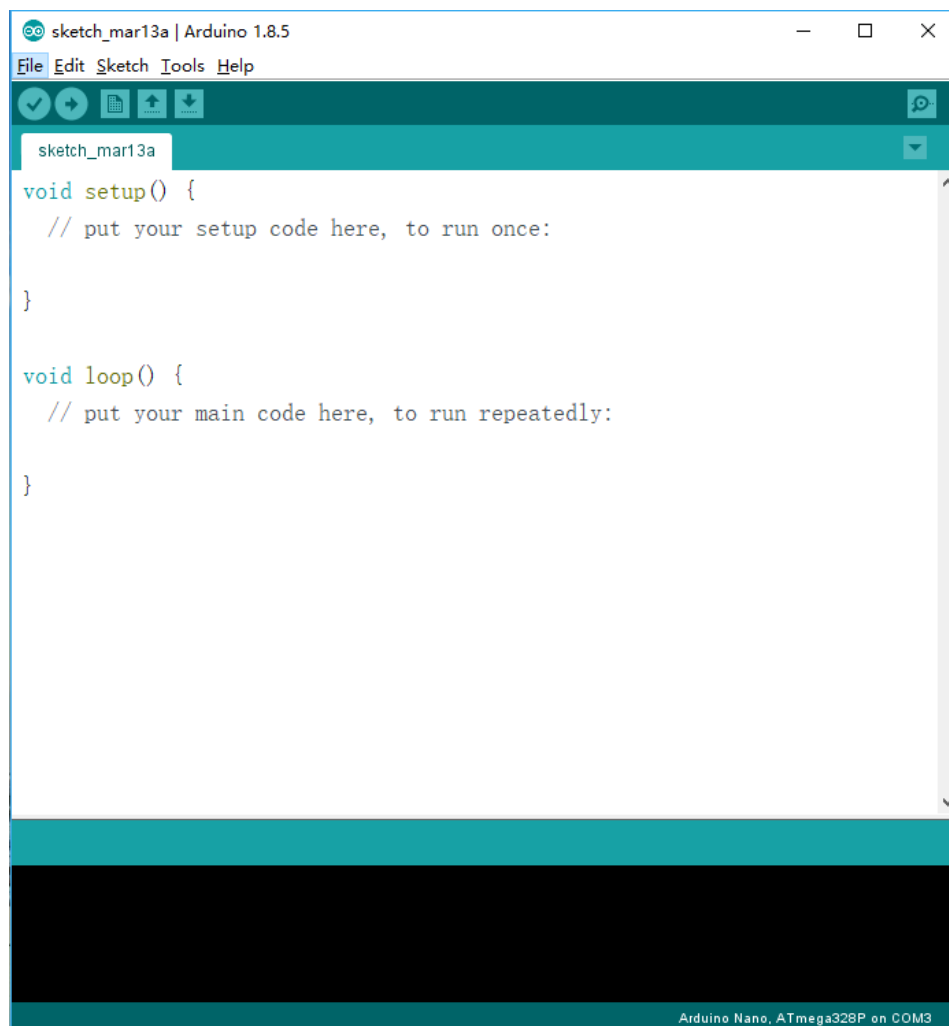 sketch_mar13a | Arduino 1.8.5
File Edit Sketch Tools Help
sketch_mar13a
void setup() {
  // put your setup code here, to run once:
}
void loop() {
  // put your main code here, to run repeatedly:
}
Arduino Nano, ATmega328P on COM3